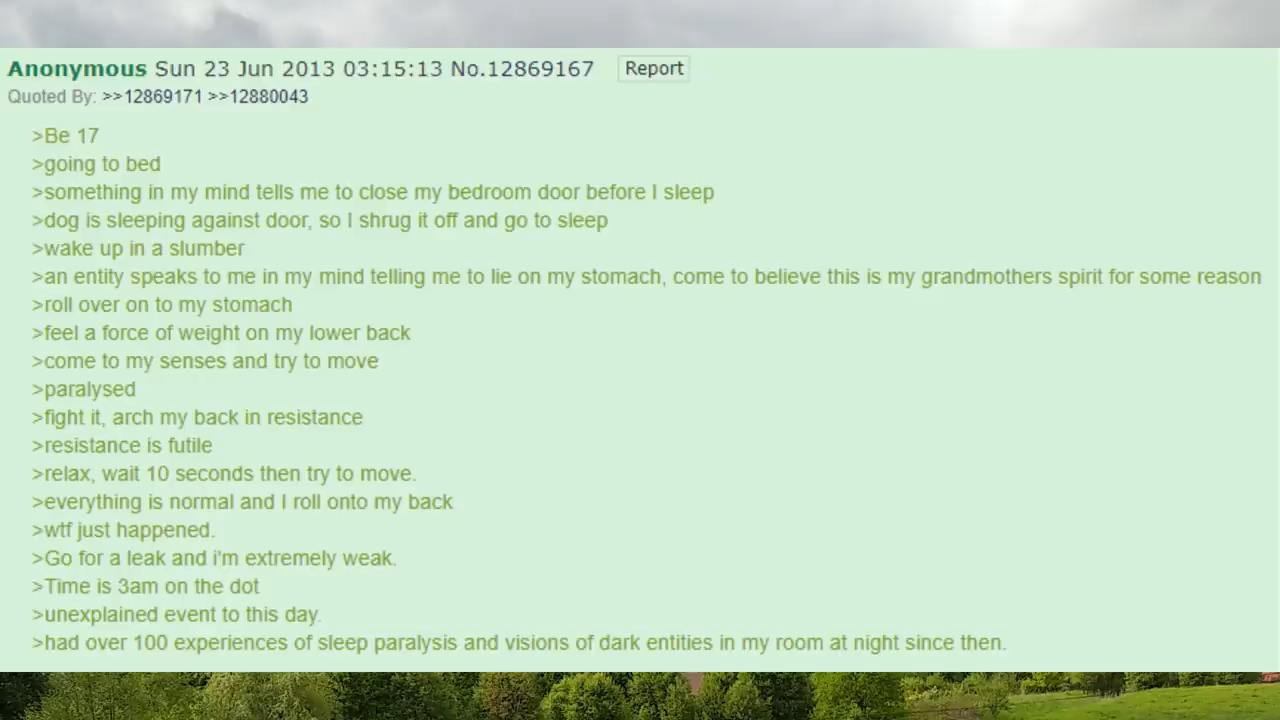 Anonymous Sun 23 Jun 2013 03:15:13 No.12869167 Report
Quoted By: >>12869171 >>12880043
>Be 17
>going to bed
>something in my mind tells me to close my bedroom door before I sleep
>dog is sleeping against door, so I shrug it off and go to sleep
>wake up in a slumber
>an entity speaks to me in my mind telling me to lie on my stomach, come to believe this is my grandmothers spirit for some reason
>roll over on to my stomach
>feel a force of weight on my lower back
>come to my senses and try to move
>paralysed
>fight it, arch my back in resistance
>resistance is futile
>relax, wait 10 seconds then try to move.
>everything is normal and I roll onto my back
>wtf just happened.
>Go for a leak and i'm extremely weak.
>Time is 3am on the dot
>unexplained event to this day.
>had over 100 experiences of sleep paralysis and visions of dark entities in my room at night since then.